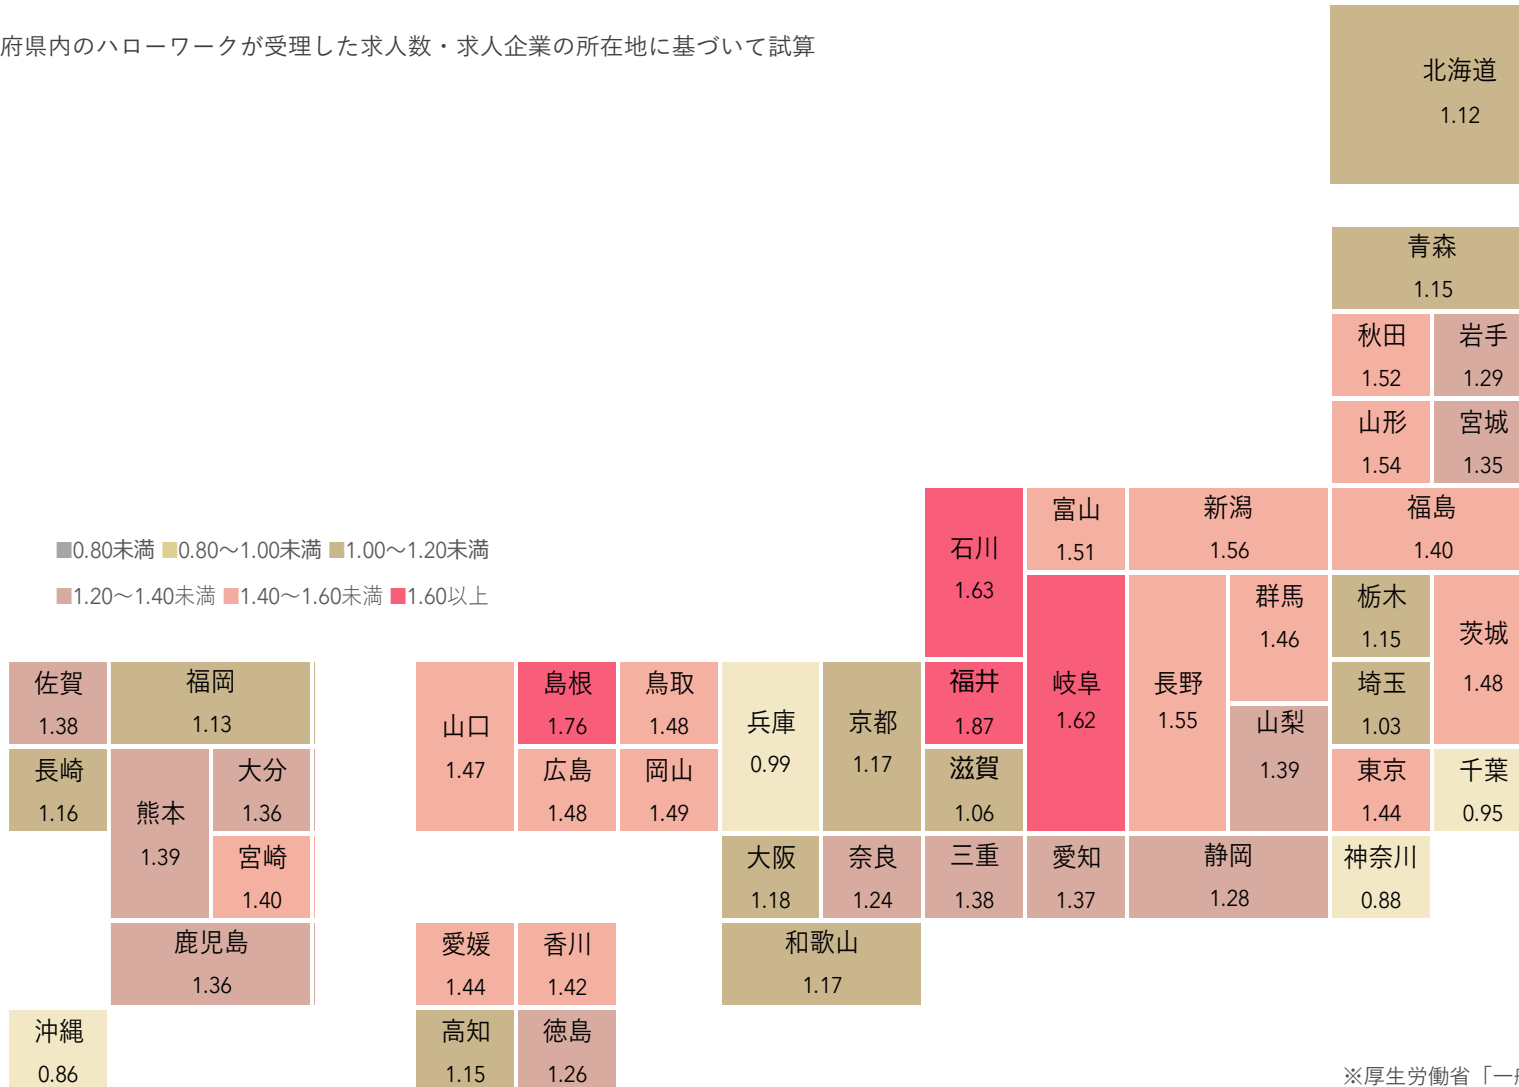 府県内のハローワークが受理した求人数・求人企業の所在地に基づいて試算
北海道
1.12
青森
1.15
秋田
1.52
岩手
1.29
山形
1.54
宮城
1.35
石川
1.63
富山
1.51
新潟
1.56
福島
1.40
■0.80未満 ■0.80〜1.00未満 ■1.00〜1.20未満
■1.20〜1.40未満 ■1.40〜1.60未満 ■1.60以上
群馬
1.46
栃木
1.15
茨城
1.48
佐賀
1.38
福岡
1.13
山口
1.47
島根
1.76
鳥取
1.48
兵庫
0.99
京都
1.17
福井
1.87
岐阜
1.62
長野
1.55
山梨
1.39
埼玉
1.03
長崎
1.16
熊本
1.39
大分
1.36
広島
1.48
岡山
1.49
滋賀
1.06
東京
1.44
千葉
0.95
宮崎
1.40
大阪
1.18
奈良
1.24
三重
1.38
愛知
1.37
静岡
1.28
神奈川
0.88
鹿児島
1.36
愛媛
1.44
香川
1.42
和歌山
1.17
沖縄
0.86
高知
1.15
徳島
1.26
※厚生労働省「一